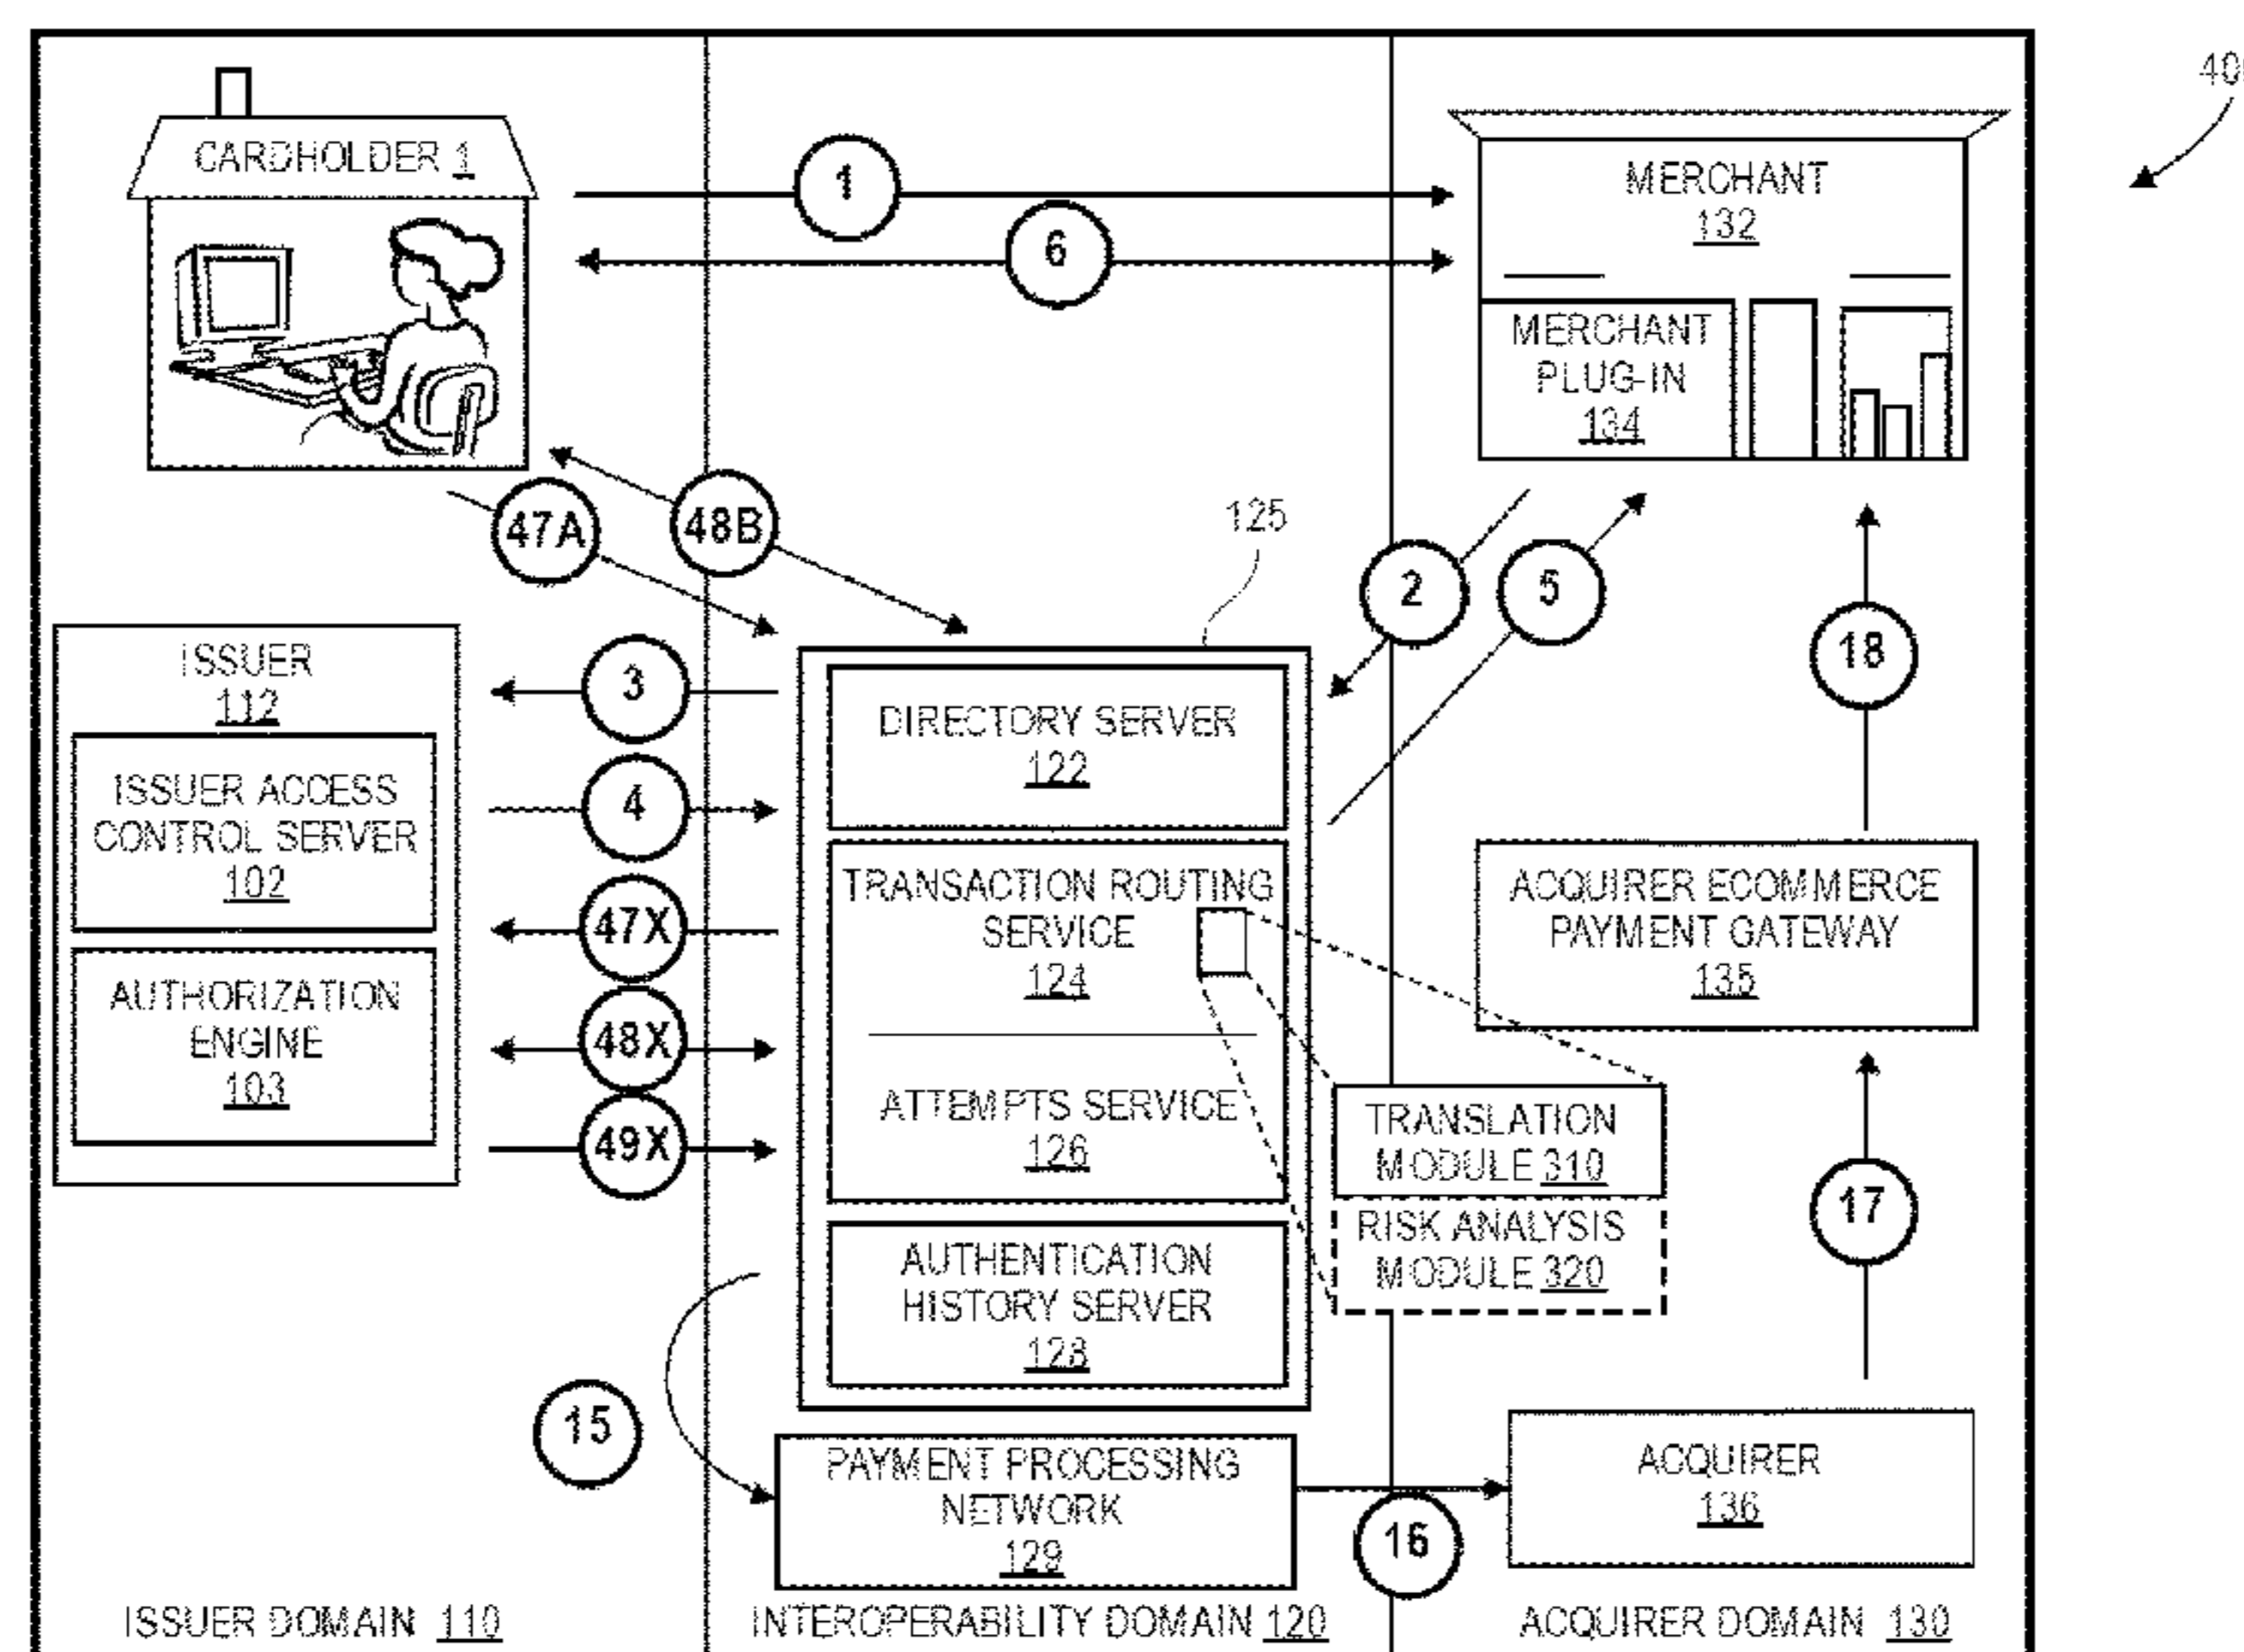 CARDHOLDER 1
1
6
MERCHANT
132
MERCHANT
PLUG-IN
134
47A
48B
125
2
5
18
ISSUER
112
ISSUER ACCESS
CONTROL SERVER
102
AUTHORIZATION
ENGINE
103
3
4
47X
48X
49X
DIRECTORY SERVER
122
TRANSACTION ROUTING
SERVICE
124
ATTEMPTS SERVICE
126
AUTHENTICATION
HISTORY SERVER
128
ACQUIRER ECOMMERCE
PAYMENT GATEWAY
135
TRANSLATION
MODULE 310
RISK ANALYSIS
MODULE 320
17
15
PAYMENT PROCESSING
NETWORK
129
16
ACQUIRER
136
ISSUER DOMAIN 110
INTEROPERABILITY DOMAIN 120
ACQUIRER DOMAIN 130